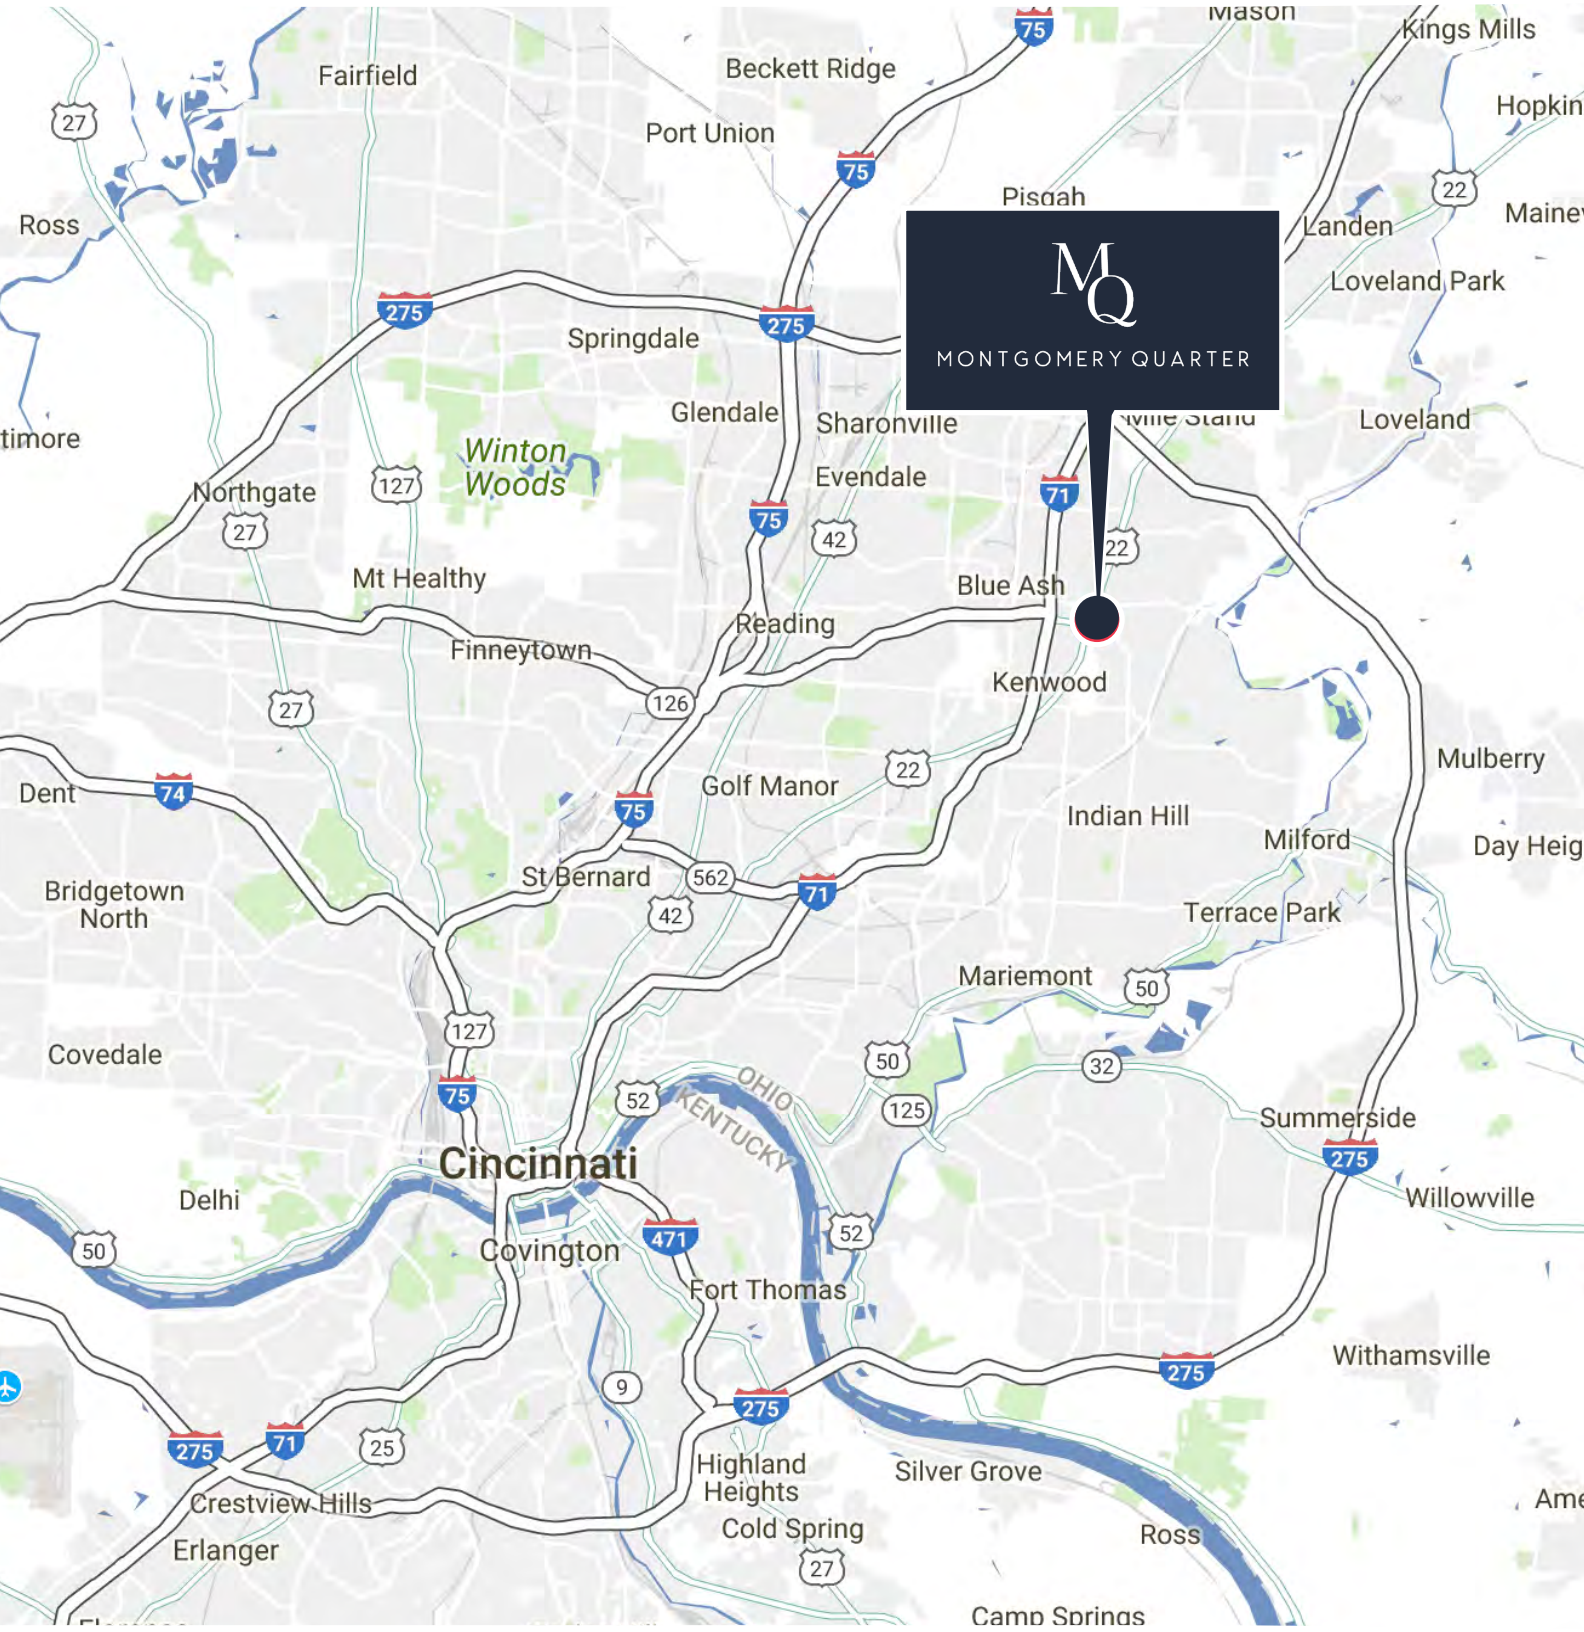 Mason
75
Kings Mills
Fairfield
Beckett Ridge
Hopkin
27
Port Union
75
22
Pisgah
Maine
Ross
Landen
MQ
Loveland Park
275
275
Springdale
MONTGOMERY QUARTER
Glendale
Sharonville
Mile Stand
Loveland
timore
Winton
Woods
Evendale
Northgate
127
71
75
27
42
22
Mt Healthy
Blue Ash
Reading
Finneytown
Kenwood
126
27
Mulberry
22
Dent
74
Golf Manor
75
Indian Hill
Milford
Day Heig
St Bernard
562
71
Bridgetown
North
42
Terrace Park
Mariemont
50
127
Covedale
50
32
75
52
OHIO
KENTUCKY
125
Summerside
Cincinnati
275
Delhi
Willowville
50
471
52
Covington
Fort Thomas
Withamsville
275
9
275
275
71
25
Highland
Heights
Silver Grove
Crestview Hills
Ame
Cold Spring
Ross
Erlanger
27
Camp Springs